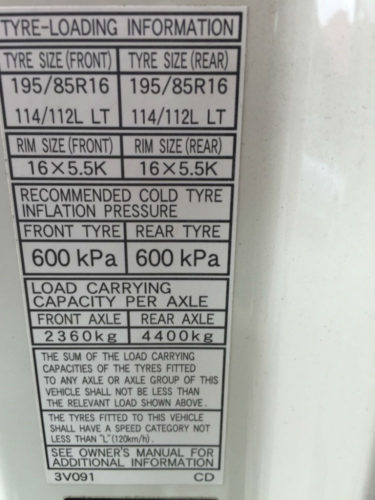 TYRE-LOADING INFORMATION
TYRE SIZE (FRONT) TYRE SIZE (REAR)
195/85R16 195/85R16
114/112L LT 114/112L LT
RIM SIZE (FRONT) RIM SIZE (REAR)
16×5.5K 16×5.5K
RECOMMENDED COLD TYRE
INFLATION PRESSURE
FRONT TYRE REAR TYRE
600 kPa 600 kPa
LOAD CARRYING
CAPACITY PER AXLE
FRONT AXLE REAR AXLE
2360kg 4400kg
THE SUM OF THE LOAD CARRYING
CAPACITIES OF THE TYRES FITTED
TO ANY AXLE OR AXLE GROUP OF THIS
VEHICLE SHALL NOT BE LESS THAN
THE RELEVANT LOAD SHOWN ABOVE.
THE TYRES FITTED TO THIS VEHICLE
SHALL HAVE A SPEED CATEGORY NOT
LESS THAN "L"(120km/h).
SEE OWNER'S MANUAL FOR
ADDITIONAL INFORMATION
3V091 CD